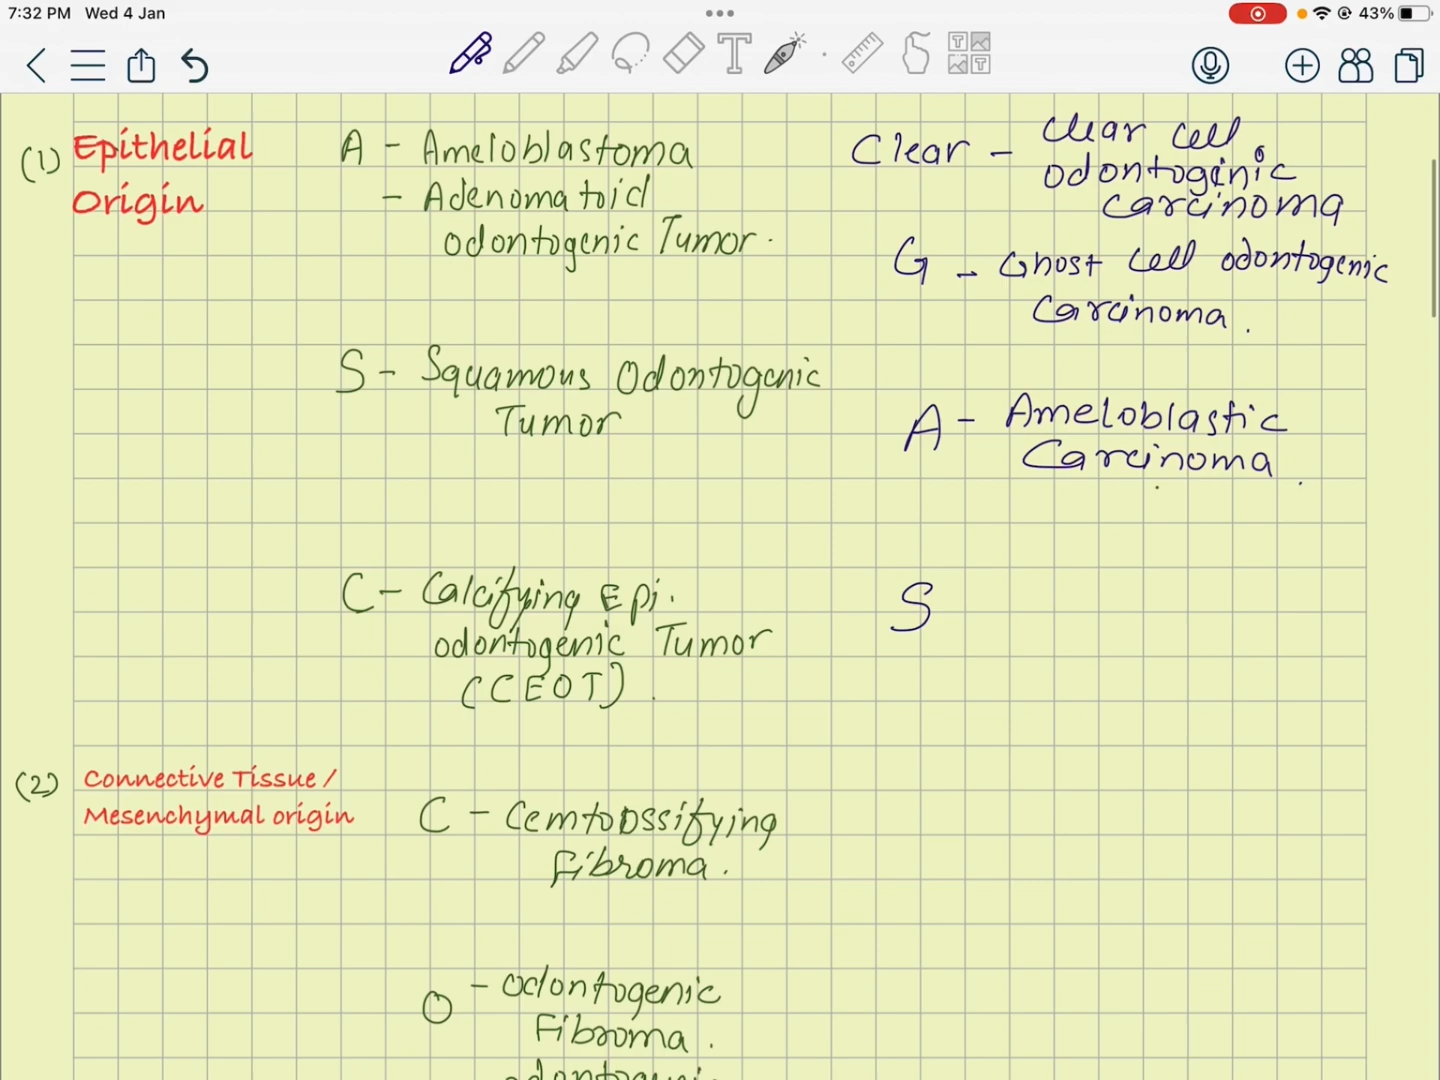 7:32 PM Wed 4 Jan
43%
(1) Epithelial
Origin
A - Ameloblastoma
- Adenomatoid
odontogenic Tumor.
S - Squamous Odontogenic
Tumor
C - Calcifying Epi.
odontogenic Tumor
(CEOT).
Clear - Clear cell
odontogenic
carcinoma
G - Ghost cell odontogenic
Carcinoma.
A - Ameloblastic
Carcinoma.
S
(2) Connective Tissue /
Mesenchymal origin
C - Cemtoossifying
Fibroma.
O - odontogenic
Fibroma.
odontogeni